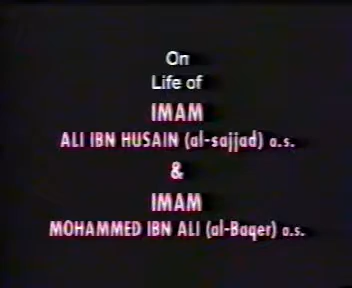 On
Life of
IMAM
ALI IBN HUSAIN (al-sajjad) a.s.
&
IMAM
MOHAMMED IBN ALI (al-Baqer) a.s.